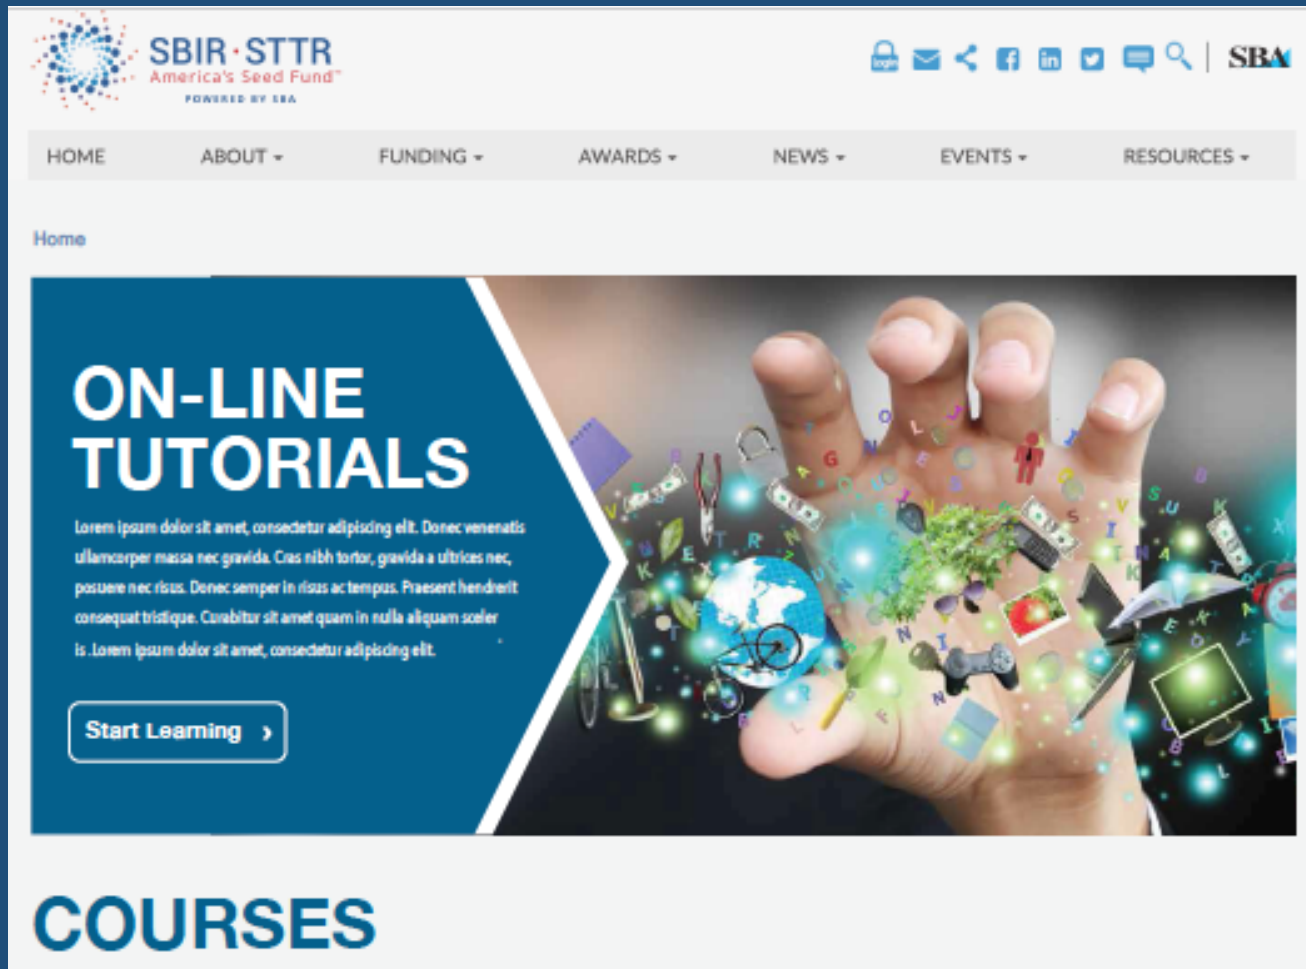 SBIR·STTR
America's Seed Fund™
POWERED BY SBA
login
SBA
HOME ABOUT FUNDING AWARDS NEWS EVENTS RESOURCES
Home
ON-LINE
TUTORIALS
Lorem ipsum dolor sit amet, consectetur adipiscing elit. Donec venenatis
ullamcorper massa nec gravida. Cras nibh tortor, gravida a ultrices nec,
posuere nec risus. Donec semper in risus ac tempus. Praesent hendrerit
consequat tristique. Curabitur sit amet quam in nulla aliquam sceler
is .Lorem ipsum dolor sit amet, consectetur adipiscing elit.
Start Learning ›
COURSES